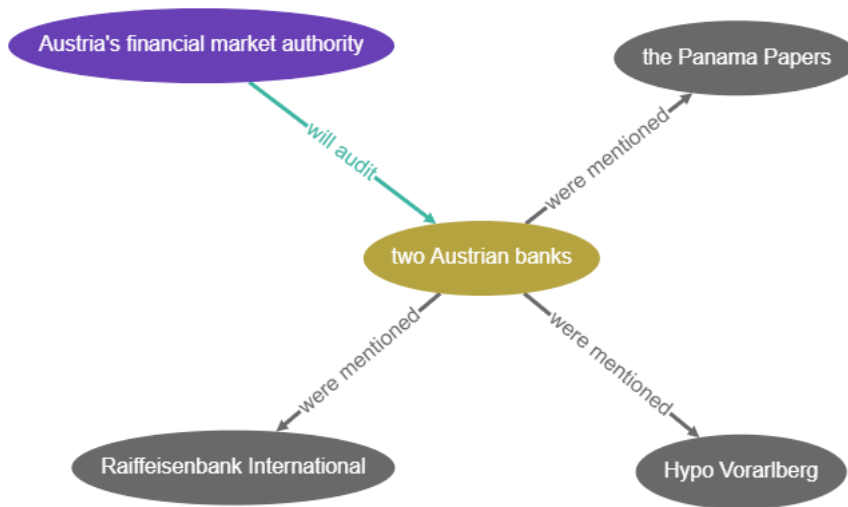 Austria's financial market authority
the Panama Papers
will audit
were mentioned
two Austrian banks
were mentioned
were mentioned
Raiffeisenbank International
Hypo Vorarlberg